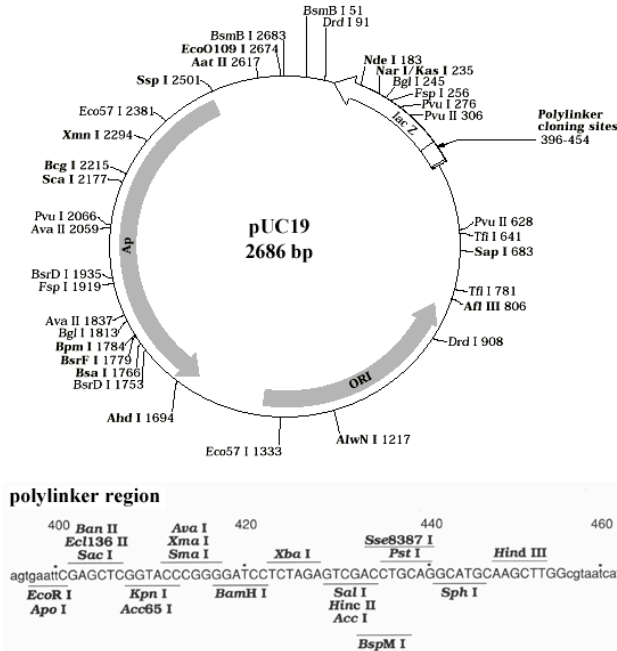 BsmB I 2683
EcoO109 I 2674
Aat II 2617
Ssp I 2501
Eco57 I 2381
Xmn I 2294
Bcg I 2215
Sca I 2177
Pvu I 2066
Ava II 2059
BsrD I 1935
Fsp I 1919
Ava II 1837
Bgl I 1813
Bpm I 1784
BsrF I 1779
Bsa I 1766
BsrD I 1753
Ahd I 1694
Eco57 I 1333
BsmB I 51
Drd I 91
Nde I 183
Nar I/Kas I 235
Bgl I 245
Fsp I 256
Pvu I 276
Pvu II 306
lac Z
Polylinker
cloning sites
396-454
Pvu II 628
Tfi I 641
Sap I 683
Tfi I 781
Afl III 806
Drd I 908
AlwN I 1217
Ap
ORI
pUC19
2686 bp
polylinker region
400 420 440 460
Ban II Ava I Sse8387 I
Ecl136 II Xma I Pst I
Sac I Sma I Xba I Hind III
agtgaattCGAGCTCGGTACCCGGGGATCCTCTAGAGTCGACCTGCAGGCATGCAAGCTTGGcgtaatcat
EcoR I Kpn I BamH I Sal I Sph I
Apo I Acc65 I Hinc II
Acc I
BspM I